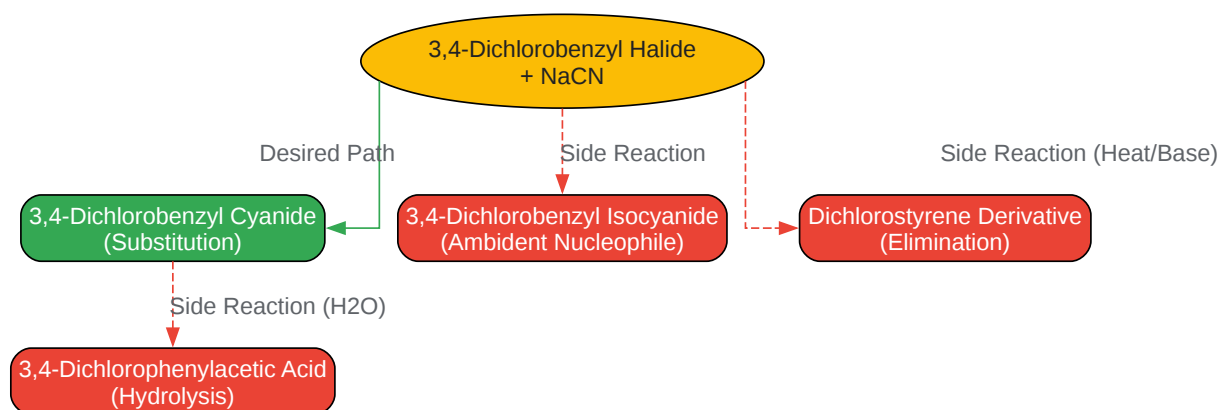 3,4-Dichlorobenzyl Halide
+ NaCN
Desired Path
Side Reaction
Side Reaction (Heat/Base)
3,4-Dichlorobenzyl Cyanide
(Substitution)
3,4-Dichlorobenzyl Isocyanide
(Ambident Nucleophile)
Dichlorostyrene Derivative
(Elimination)
Side Reaction (H2O)
3,4-Dichlorophenylacetic Acid
(Hydrolysis)